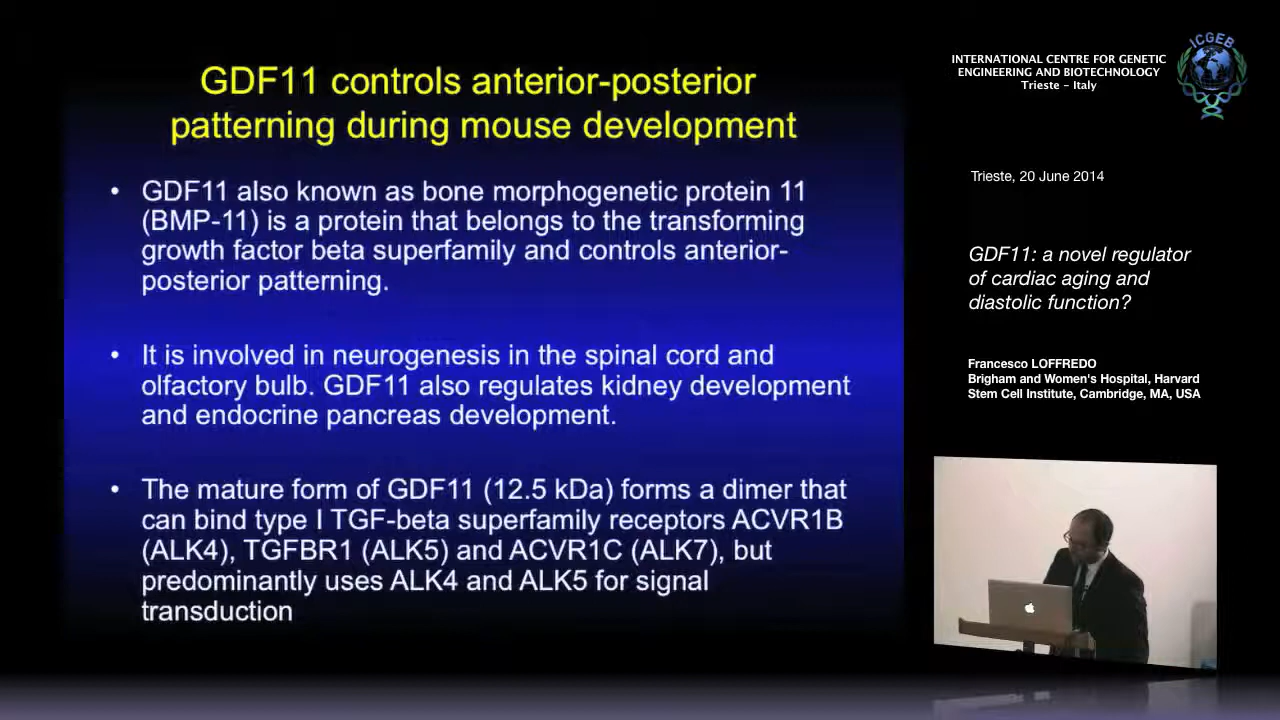 GDF11 controls anterior-posterior
patterning during mouse development
• GDF11 also known as bone morphogenetic protein 11
(BMP-11) is a protein that belongs to the transforming
growth factor beta superfamily and controls anterior-
posterior patterning.
• It is involved in neurogenesis in the spinal cord and
olfactory bulb. GDF11 also regulates kidney development
and endocrine pancreas development.
• The mature form of GDF11 (12.5 kDa) forms a dimer that
can bind type I TGF-beta superfamily receptors ACVR1B
(ALK4), TGFBR1 (ALK5) and ACVR1C (ALK7), but
predominantly uses ALK4 and ALK5 for signal
transduction
INTERNATIONAL CENTRE FOR GENETIC
ENGINEERING AND BIOTECHNOLOGY
Trieste - Italy
ICGEB
Trieste, 20 June 2014
GDF11: a novel regulator
of cardiac aging and
diastolic function?
Francesco LOFFREDO
Brigham and Women's Hospital, Harvard
Stem Cell Institute, Cambridge, MA, USA